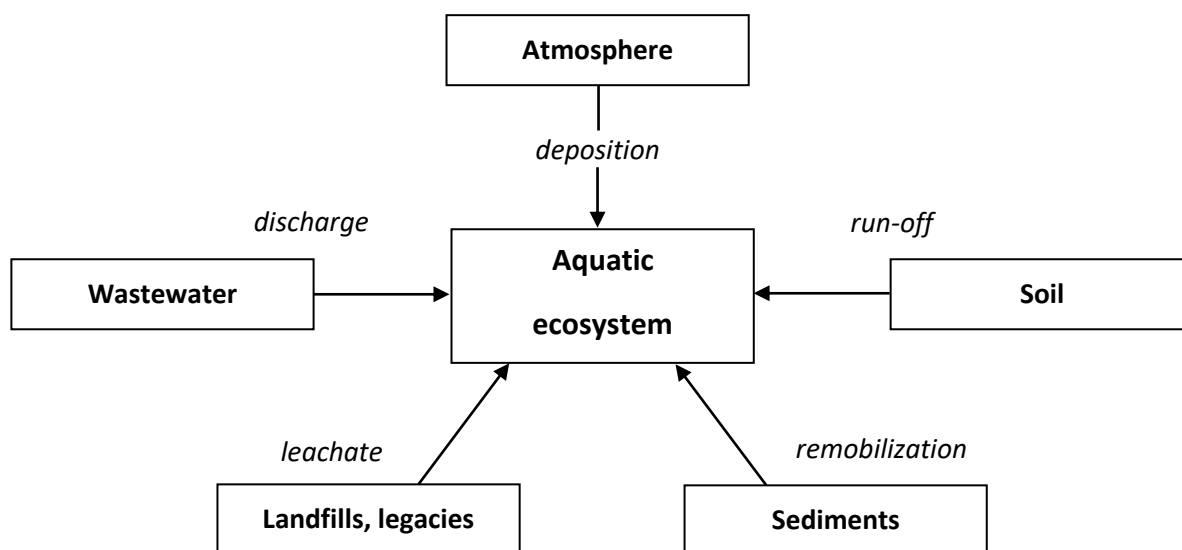 Atmosphere
deposition
discharge
run-off
Aquatic
ecosystem
Wastewater
Soil
leachate
remobilization
Landfills, legacies
Sediments